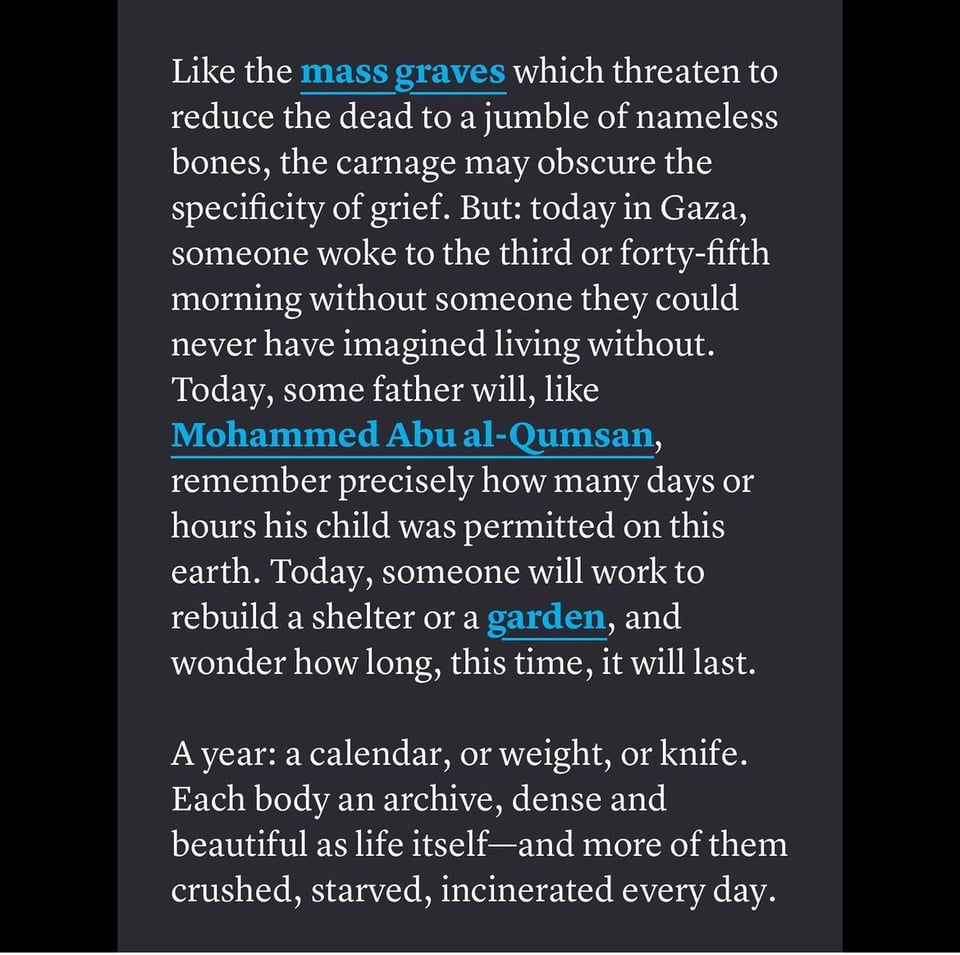 Like the mass graves which threaten to
reduce the dead to a jumble of nameless
bones, the carnage may obscure the
specificity of grief. But: today in Gaza,
someone woke to the third or forty-fifth
morning without someone they could
never have imagined living without.
Today, some father will, like
Mohammed Abu al-Qumsan,
remember precisely how many days or
hours his child was permitted on this
earth. Today, someone will work to
rebuild a shelter or a garden, and
wonder how long, this time, it will last.
A year: a calendar, or weight, or knife.
Each body an archive, dense and
beautiful as life itself—and more of them
crushed, starved, incinerated every day.